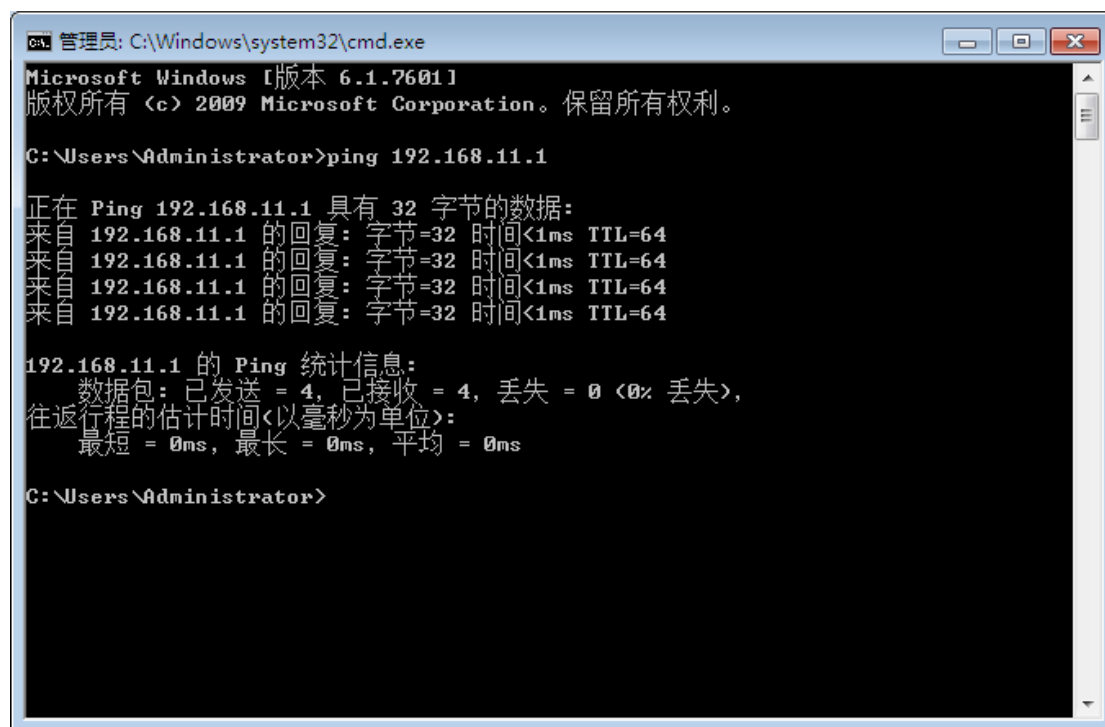 管理员: C:\Windows\system32\cmd.exe
Microsoft Windows [版本 6.1.7601]
版权所有 (c) 2009 Microsoft Corporation。保留所有权利。
C:\Users\Administrator>ping 192.168.11.1
正在 Ping 192.168.11.1 具有 32 字节的数据:
来自 192.168.11.1 的回复: 字节=32 时间<1ms TTL=64
来自 192.168.11.1 的回复: 字节=32 时间<1ms TTL=64
来自 192.168.11.1 的回复: 字节=32 时间<1ms TTL=64
来自 192.168.11.1 的回复: 字节=32 时间<1ms TTL=64
192.168.11.1 的 Ping 统计信息:
数据包: 已发送 = 4, 已接收 = 4, 丢失 = 0 (0% 丢失),
往返行程的估计时间(以毫秒为单位):
最短 = 0ms, 最长 = 0ms, 平均 = 0ms
C:\Users\Administrator>